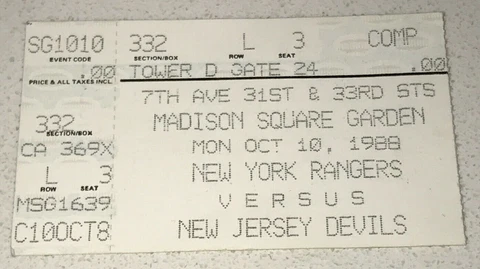 SG1010 332 L 3 COMP
EVENT CODE SECTION/BOX ROW SEAT
.00 TOWER D GATE 24 .00
PRICE & ALL TAXES INCL.
7TH AVE 31ST & 33RD STS
332 MADISON SQUARE GARDEN
SECTION/BOX
CA 369X MON OCT 10, 1988
L 3 NEW YORK RANGERS
ROW SEAT
MSG1639 VERSUS
C10OCT8 NEW JERSEY DEVILS